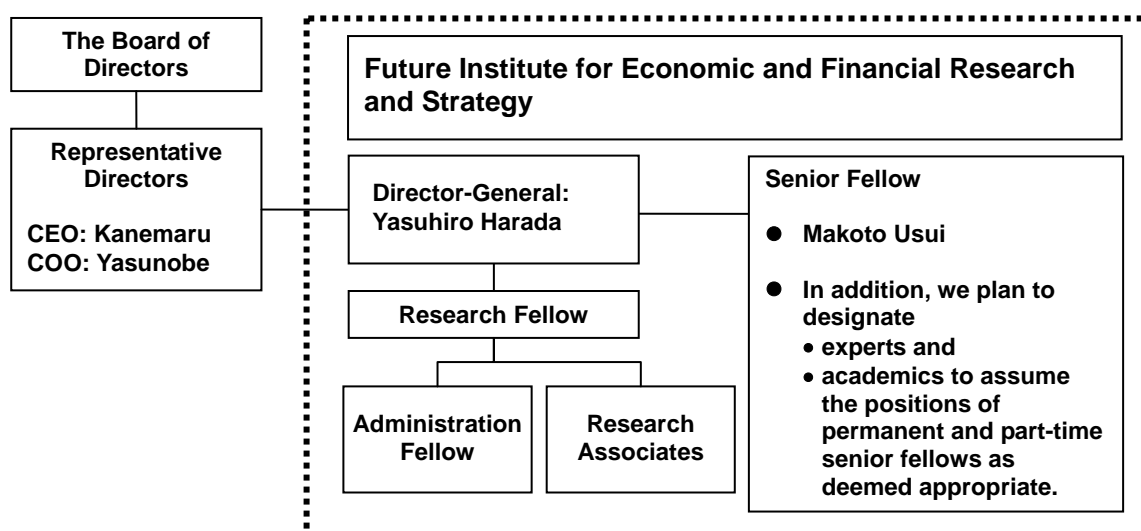 The Board of
Directors
Representative
Directors
CEO: Kanemaru
COO: Yasunobe
Future Institute for Economic and Financial Research
and Strategy
Director-General:
Yasuhiro Harada
Research Fellow
Administration
Fellow
Research
Associates
Senior Fellow
● Makoto Usui
● In addition, we plan to
designate
• experts and
• academics to assume
the positions of
permanent and part-time
senior fellows as
deemed appropriate.